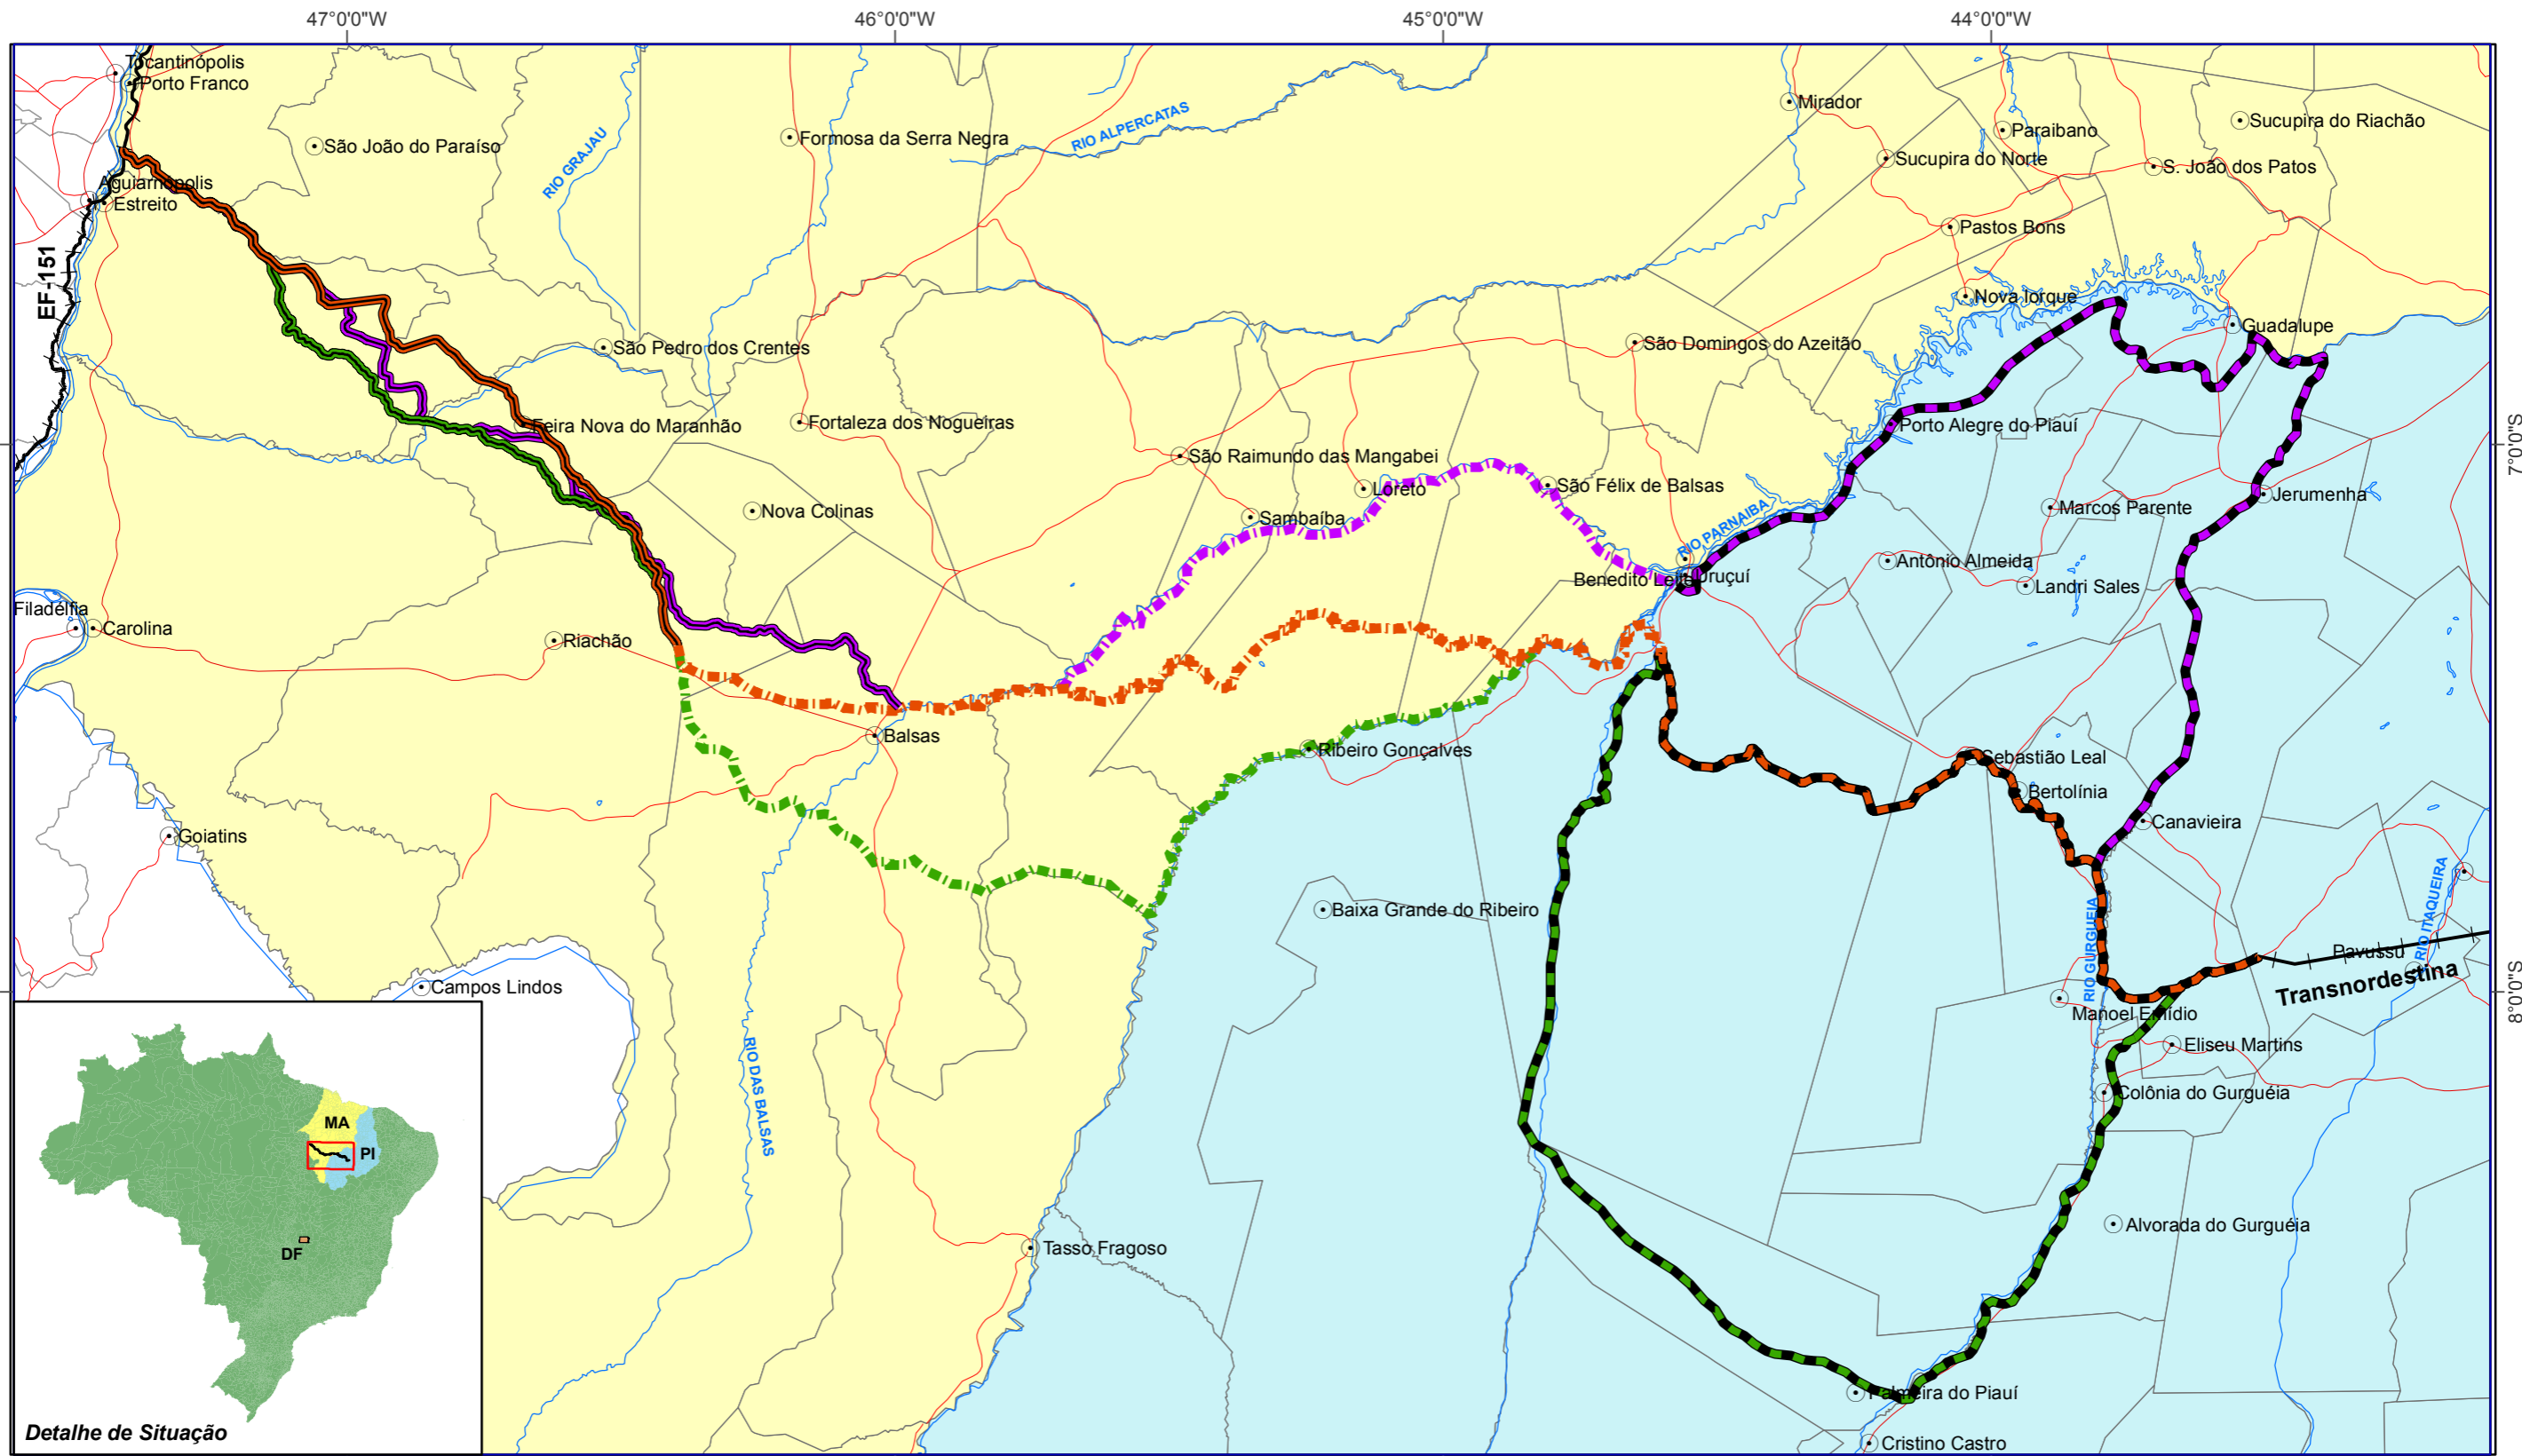 47°0'0"W
46°0'0"W
45°0'0"W
44°0'0"W
Tocantinópolis
Porto Franco
São João do Paraíso
Formosa da Serra Negra
RIO ALPERCATAS
RIO GRAJAU
Mirador
Paraibano
Sucupira do Riachão
Sucupira do Norte
S. João dos Patos
Aguiarnópolis
Estreito
EF-151
Pastos Bons
Nova Iorque
Guadalupe
São Pedro dos Crentes
São Domingos do Azeitão
Feira Nova do Maranhão
Fortaleza dos Nogueiras
Porto Alegre do Piauí
7°0'0"S
São Raimundo das Mangabei
Loreto
São Félix de Balsas
Jerumenha
Nova Colinas
Sambaíba
Marcos Parente
RIO PARNAIBA
Antônio Almeida
Benedito Leite
Uruçuí
Landri Sales
Filadélfia
Carolina
Riachão
Balsas
Ribeiro Gonçalves
Sebastião Leal
Bertolínia
Goiatins
Canavieira
Baixa Grande do Ribeiro
RIO GURGUEIA
RIO ITAQUEIRA
Pavussu
Transnordestina
Campos Lindos
8°0'0"S
Manoel Emídio
Eliseu Martins
RIO DAS BALSAS
Colônia do Gurguéia
MA
PI
DF
Alvorada do Gurguéia
Tasso Fragoso
Palmeira do Piauí
Detalhe de Situação
Cristino Castro